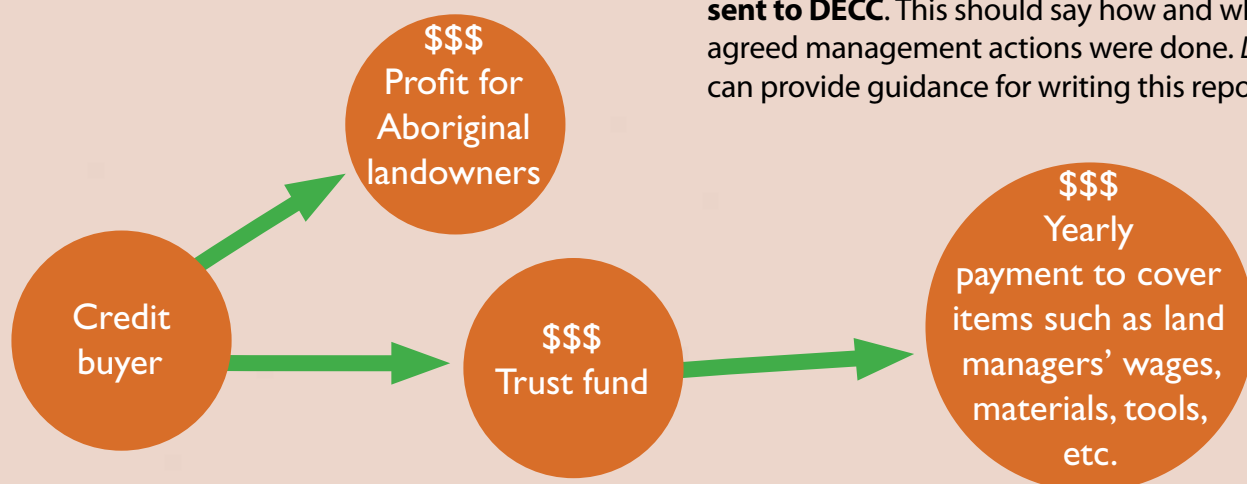 sent to DECC. This should say how and
agreed management actions were done.
can provide guidance for writing this
$$$
Profit for
Aboriginal
landowners
Credit
buyer
$$$
Trust fund
$$$
Yearly
payment to cover
items such as land
managers’ wages,
materials, tools,
etc.